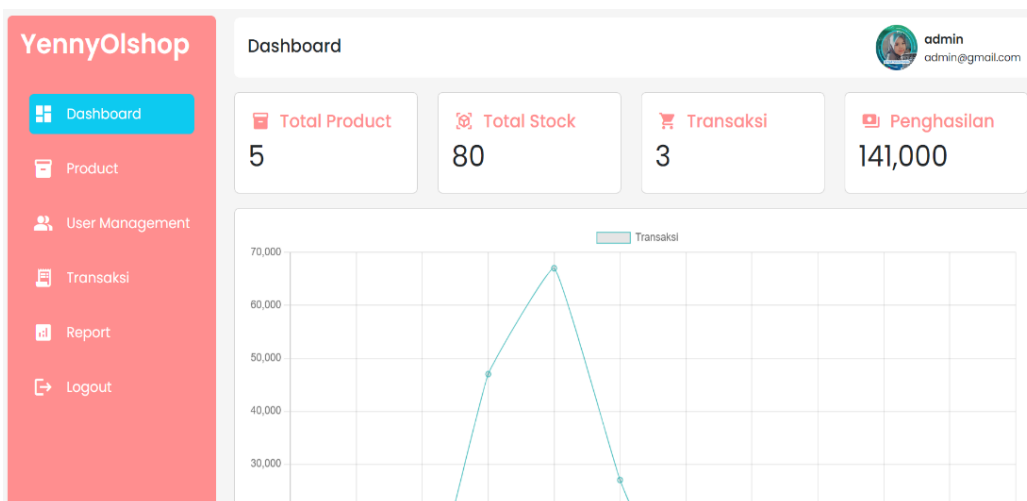 YennyOlshop
Dashboard
Product
User Management
Transaksi
Report
Logout
Dashboard
admin
admin@gmail.com
Total Product
5
Total Stock
80
Transaksi
3
Penghasilan
141,000
Transaksi
70,000
60,000
50,000
40,000
30,000